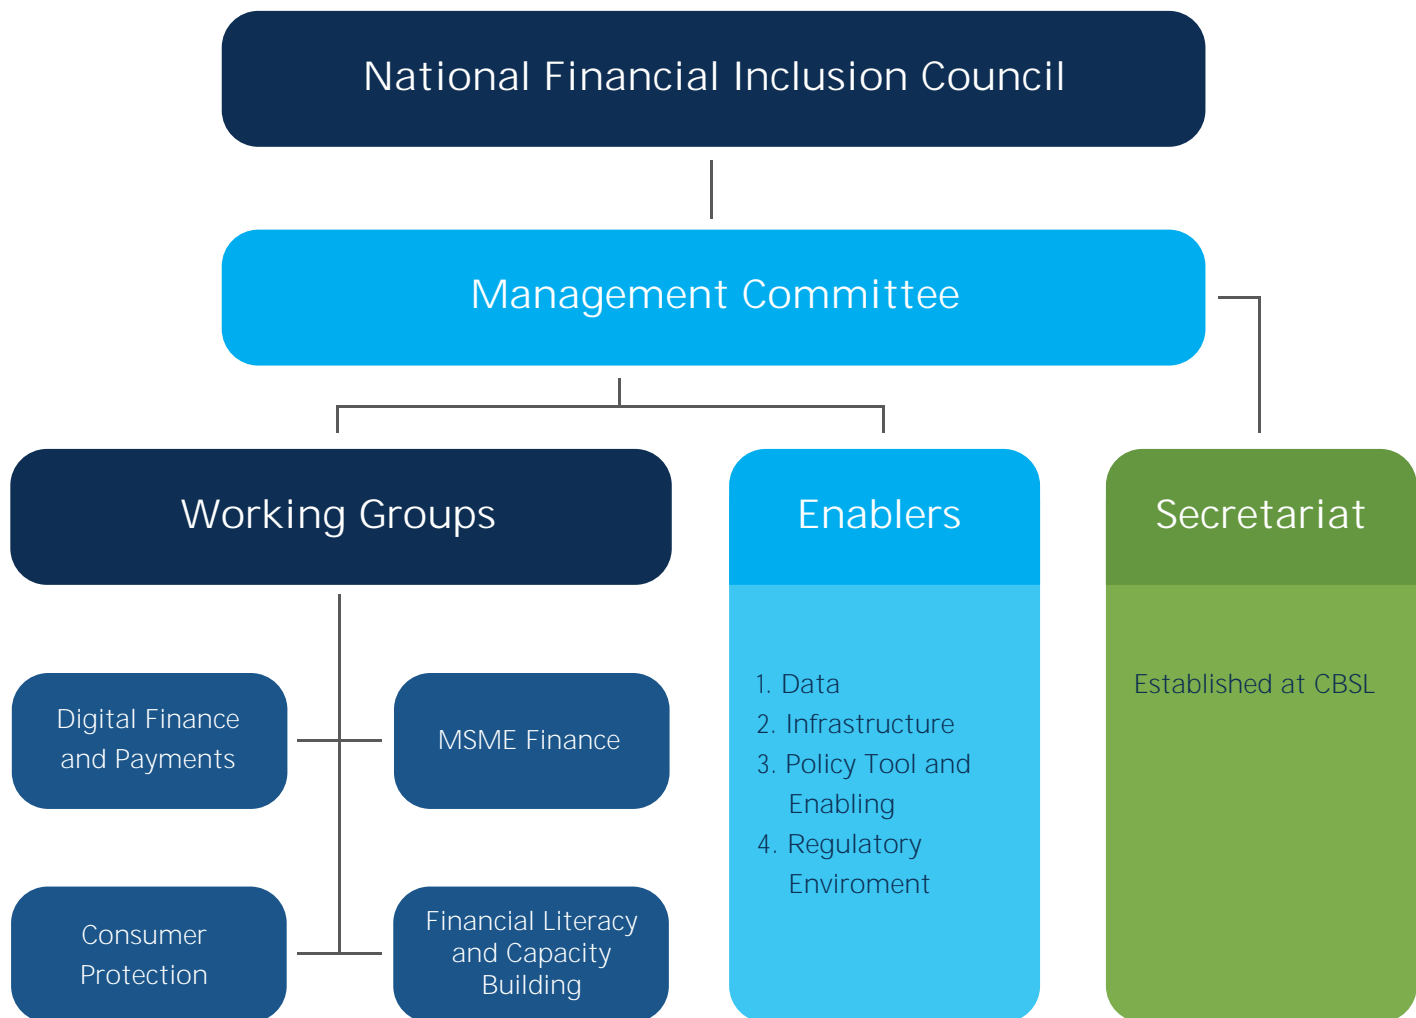 National Financial Inclusion Council
Management Committee
Working Groups
Enablers
Secretariat
Digital Finance
and Payments
MSME Finance
Consumer
Protection
Financial Literacy
and Capacity
Building
1. Data
2. Infrastructure
3. Policy Tool and
Enabling
4. Regulatory
Enviroment
Established at CBSL